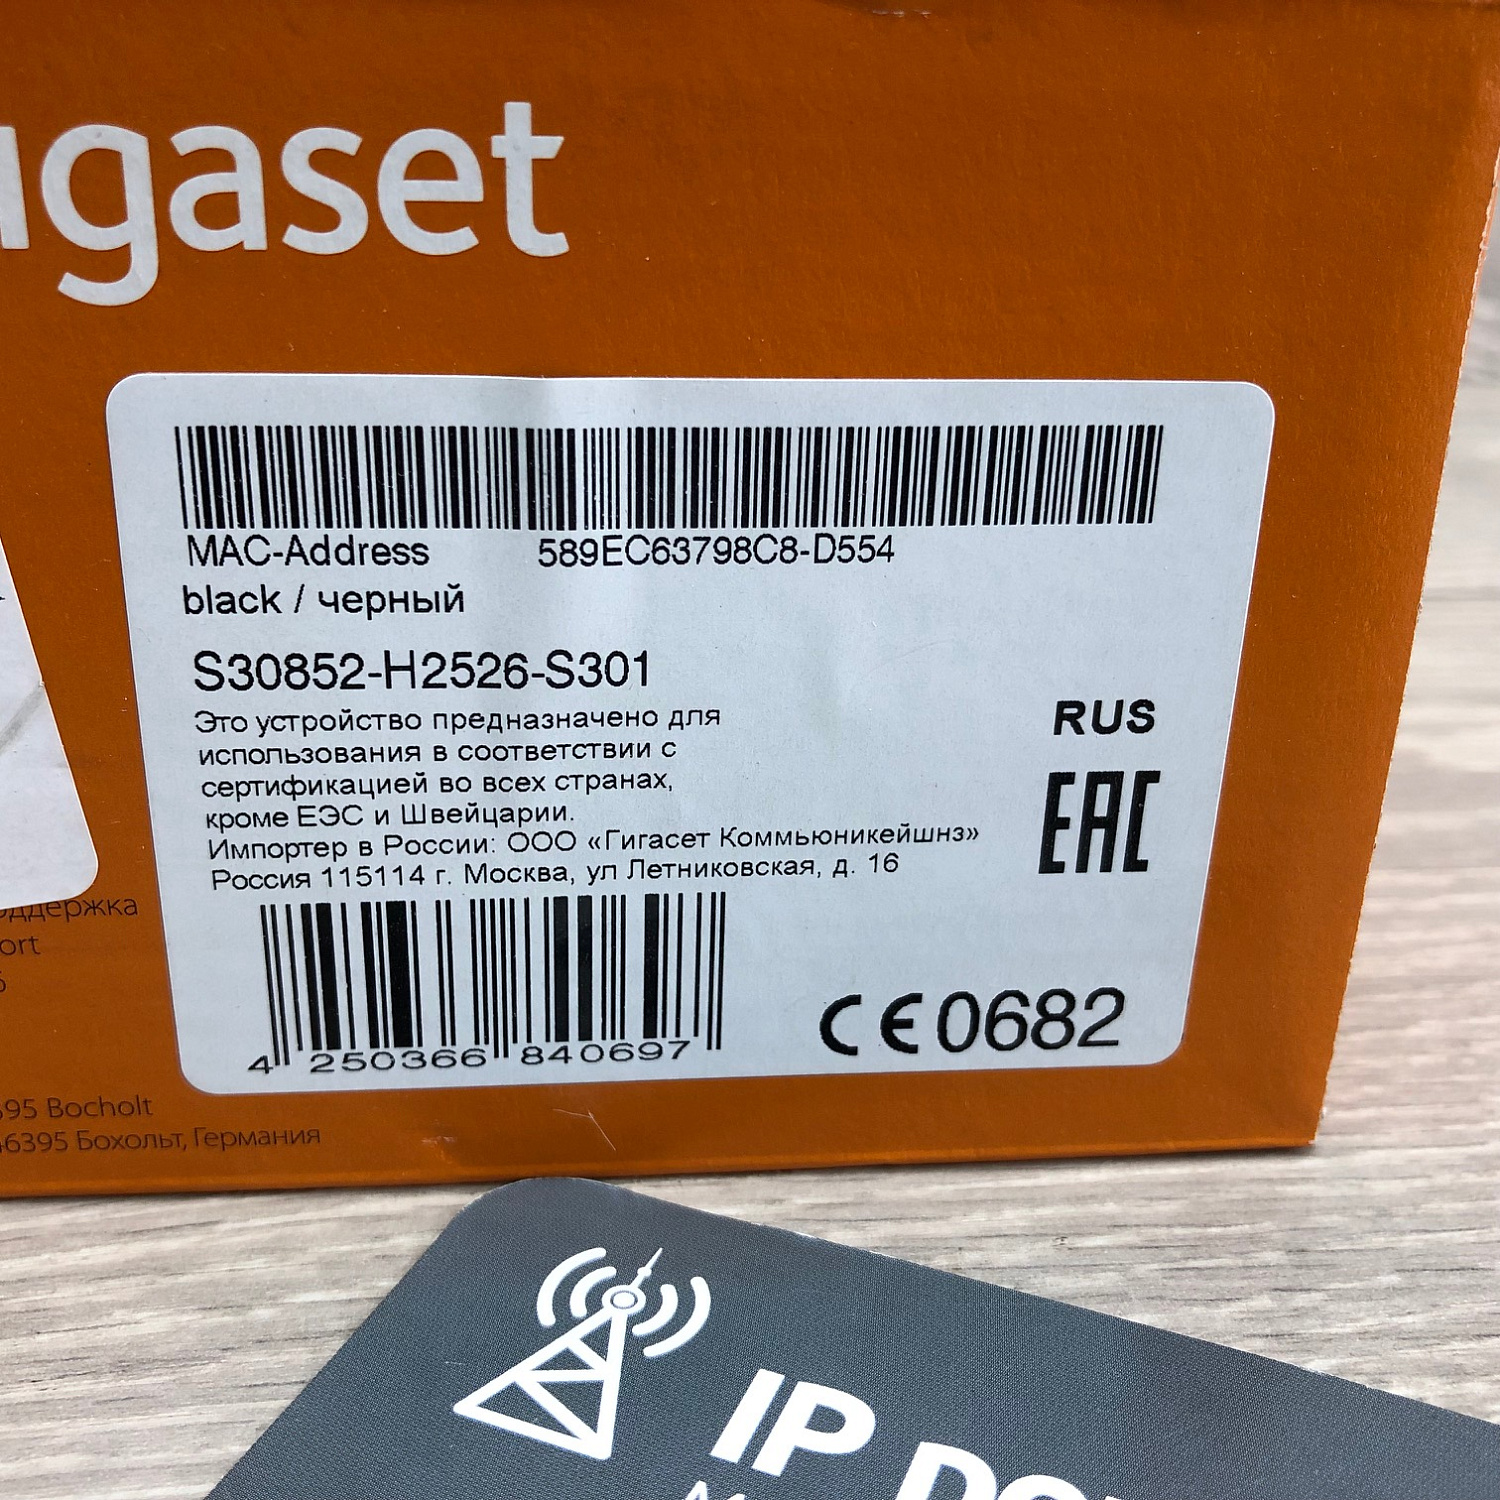 igaset
MAC-Address 589EC63798C8-D554
black / черный
S30852-H2526-S301
Это устройство предназначено для
использования в соответствии с
сертификацией во всех странах,
кроме ЕЭС и Швейцарии.
Импортер в России: ООО «Гигасет Коммьюникейшнз»
Россия 115114 г. Москва, ул Летниковская, д. 16
RUS
EAC
4 250366 840697
CE 0682
оддержка
ort
395 Bocholt
46395 Бохольт, Германия
IP